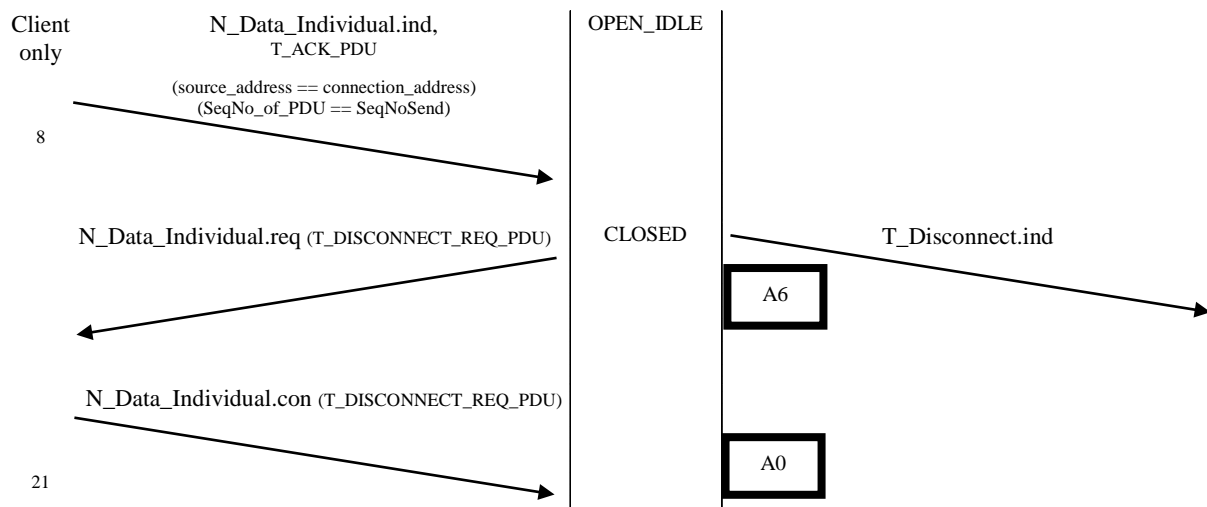 Client only
N_Data_Individual.ind,
T_ACK_PDU
(source_address == connection_address)
(SeqNo_of_PDU == SeqNoSend)
OPEN_IDLE
8
N_Data_Individual.req (T_DISCONNECT_REQ_PDU)
CLOSED
T_Disconnect.ind
A6
N_Data_Individual.con (T_DISCONNECT_REQ_PDU)
A0
21